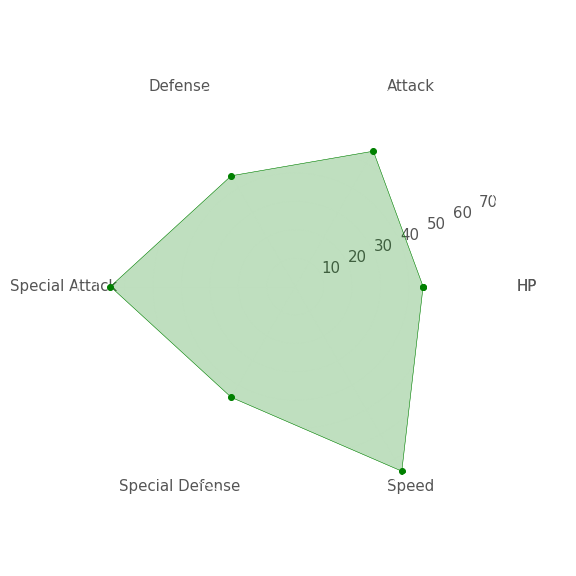 Defense
Attack
70
60
50
40
30
20
10
Special Attack
HP
Special Defense
Speed